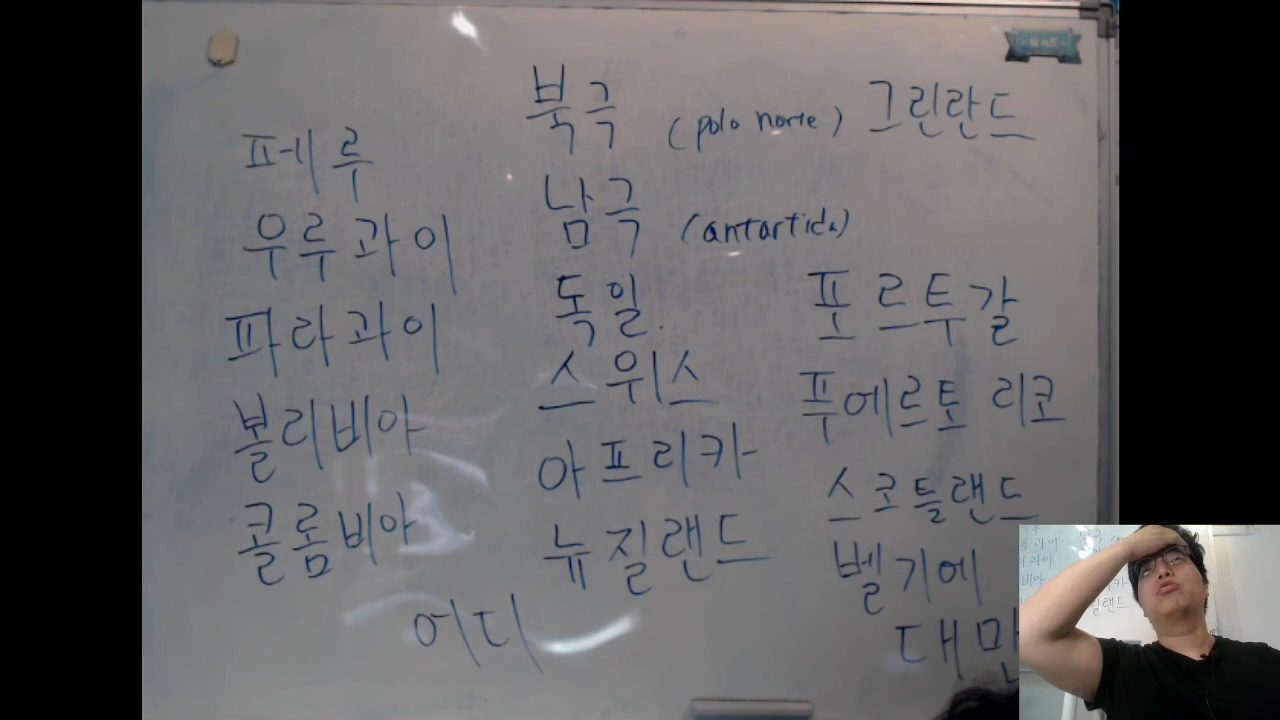 페루
우루과이
파라과이
볼리비아
콜롬비아
북극 (polo norte) 그린란드
남극 (antartida)
독일.
스위스
아프리카
뉴질랜드
포르투갈
푸에르토 리코
스코틀랜드
벨기에
대만
어디